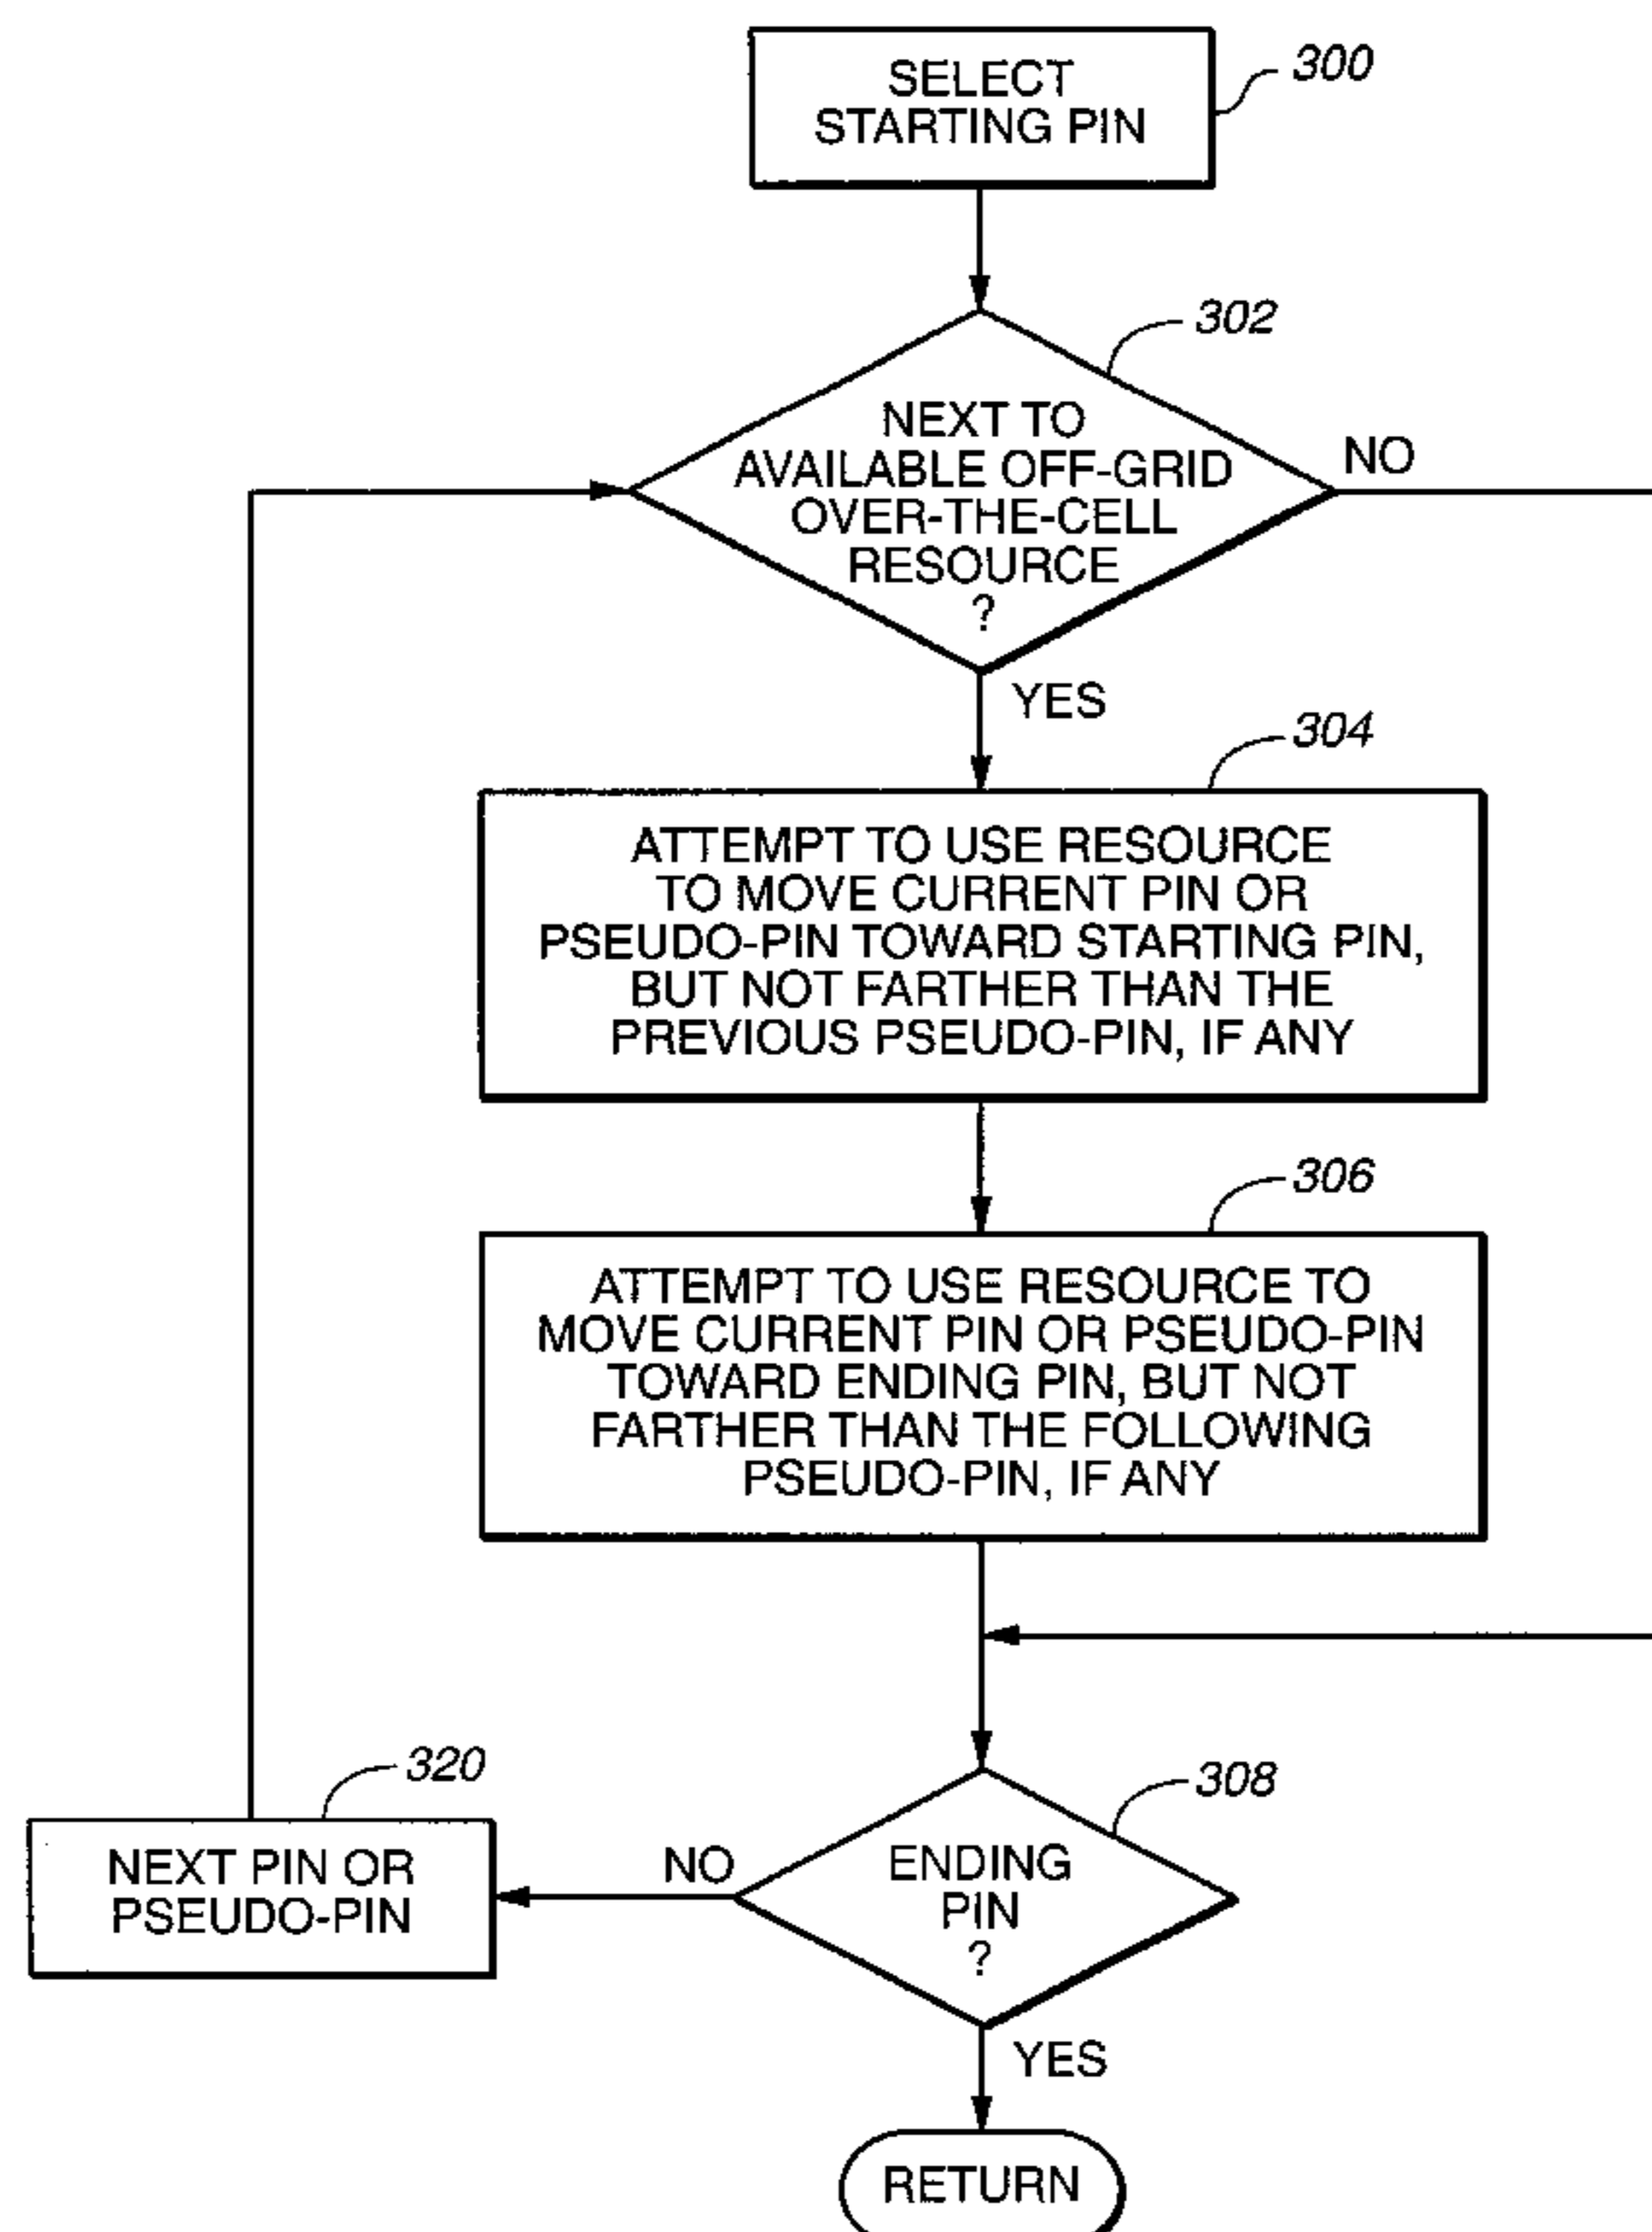 SELECT
STARTING PIN
300
302
NEXT TO
AVAILABLE OFF-GRID
OVER-THE-CELL
RESOURCE
?
NO
YES
304
ATTEMPT TO USE RESOURCE
TO MOVE CURRENT PIN OR
PSEUDO-PIN TOWARD STARTING PIN,
BUT NOT FARTHER THAN THE
PREVIOUS PSEUDO-PIN, IF ANY
306
ATTEMPT TO USE RESOURCE TO
MOVE CURRENT PIN OR PSEUDO-PIN
TOWARD ENDING PIN, BUT NOT
FARTHER THAN THE FOLLOWING
PSEUDO-PIN, IF ANY
320
NEXT PIN OR
PSEUDO-PIN
NO
308
ENDING
PIN
?
YES
RETURN